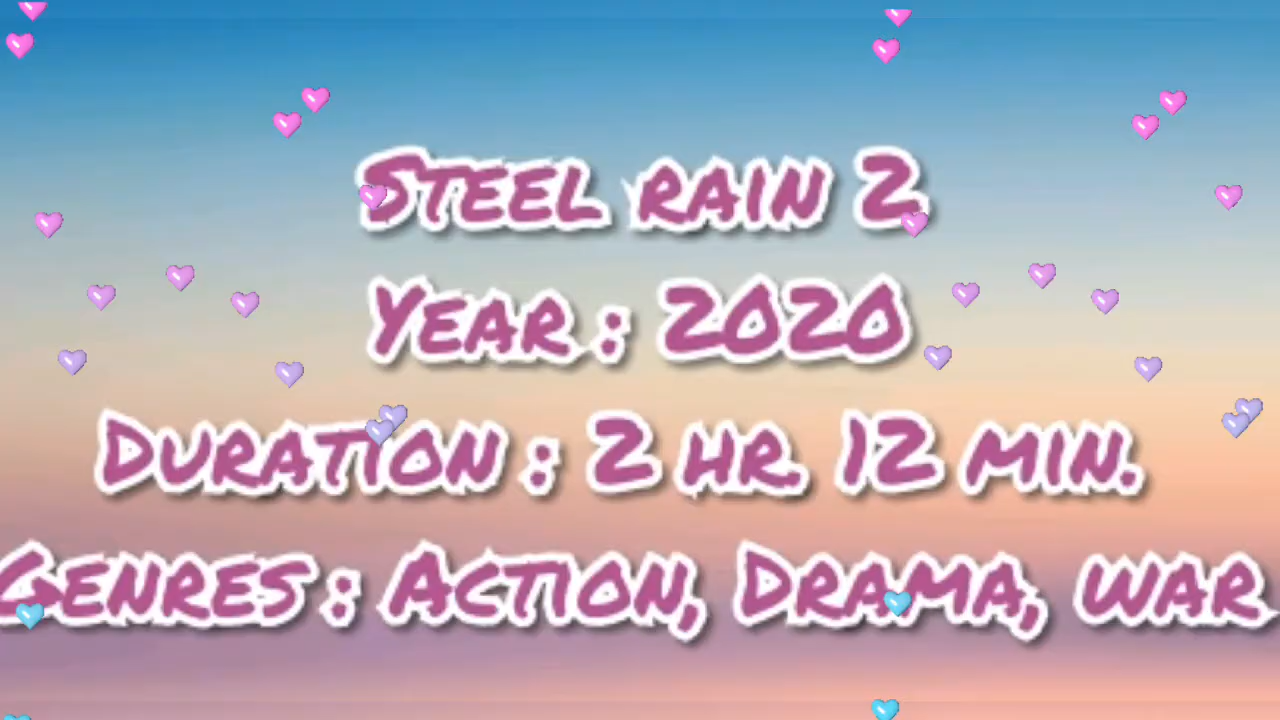 Steel rain 2
Year : 2020
Duration : 2 hr. 12 min.
Genres : Action, Drama, war